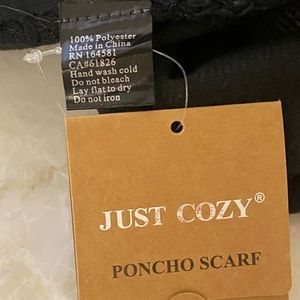 100% Polyester
Made in China
RN 164581
CA#61826
Hand wash cold
Do not bleach
Lay flat to dry
Do not iron
JUST COZY®
PONCHO SCARF